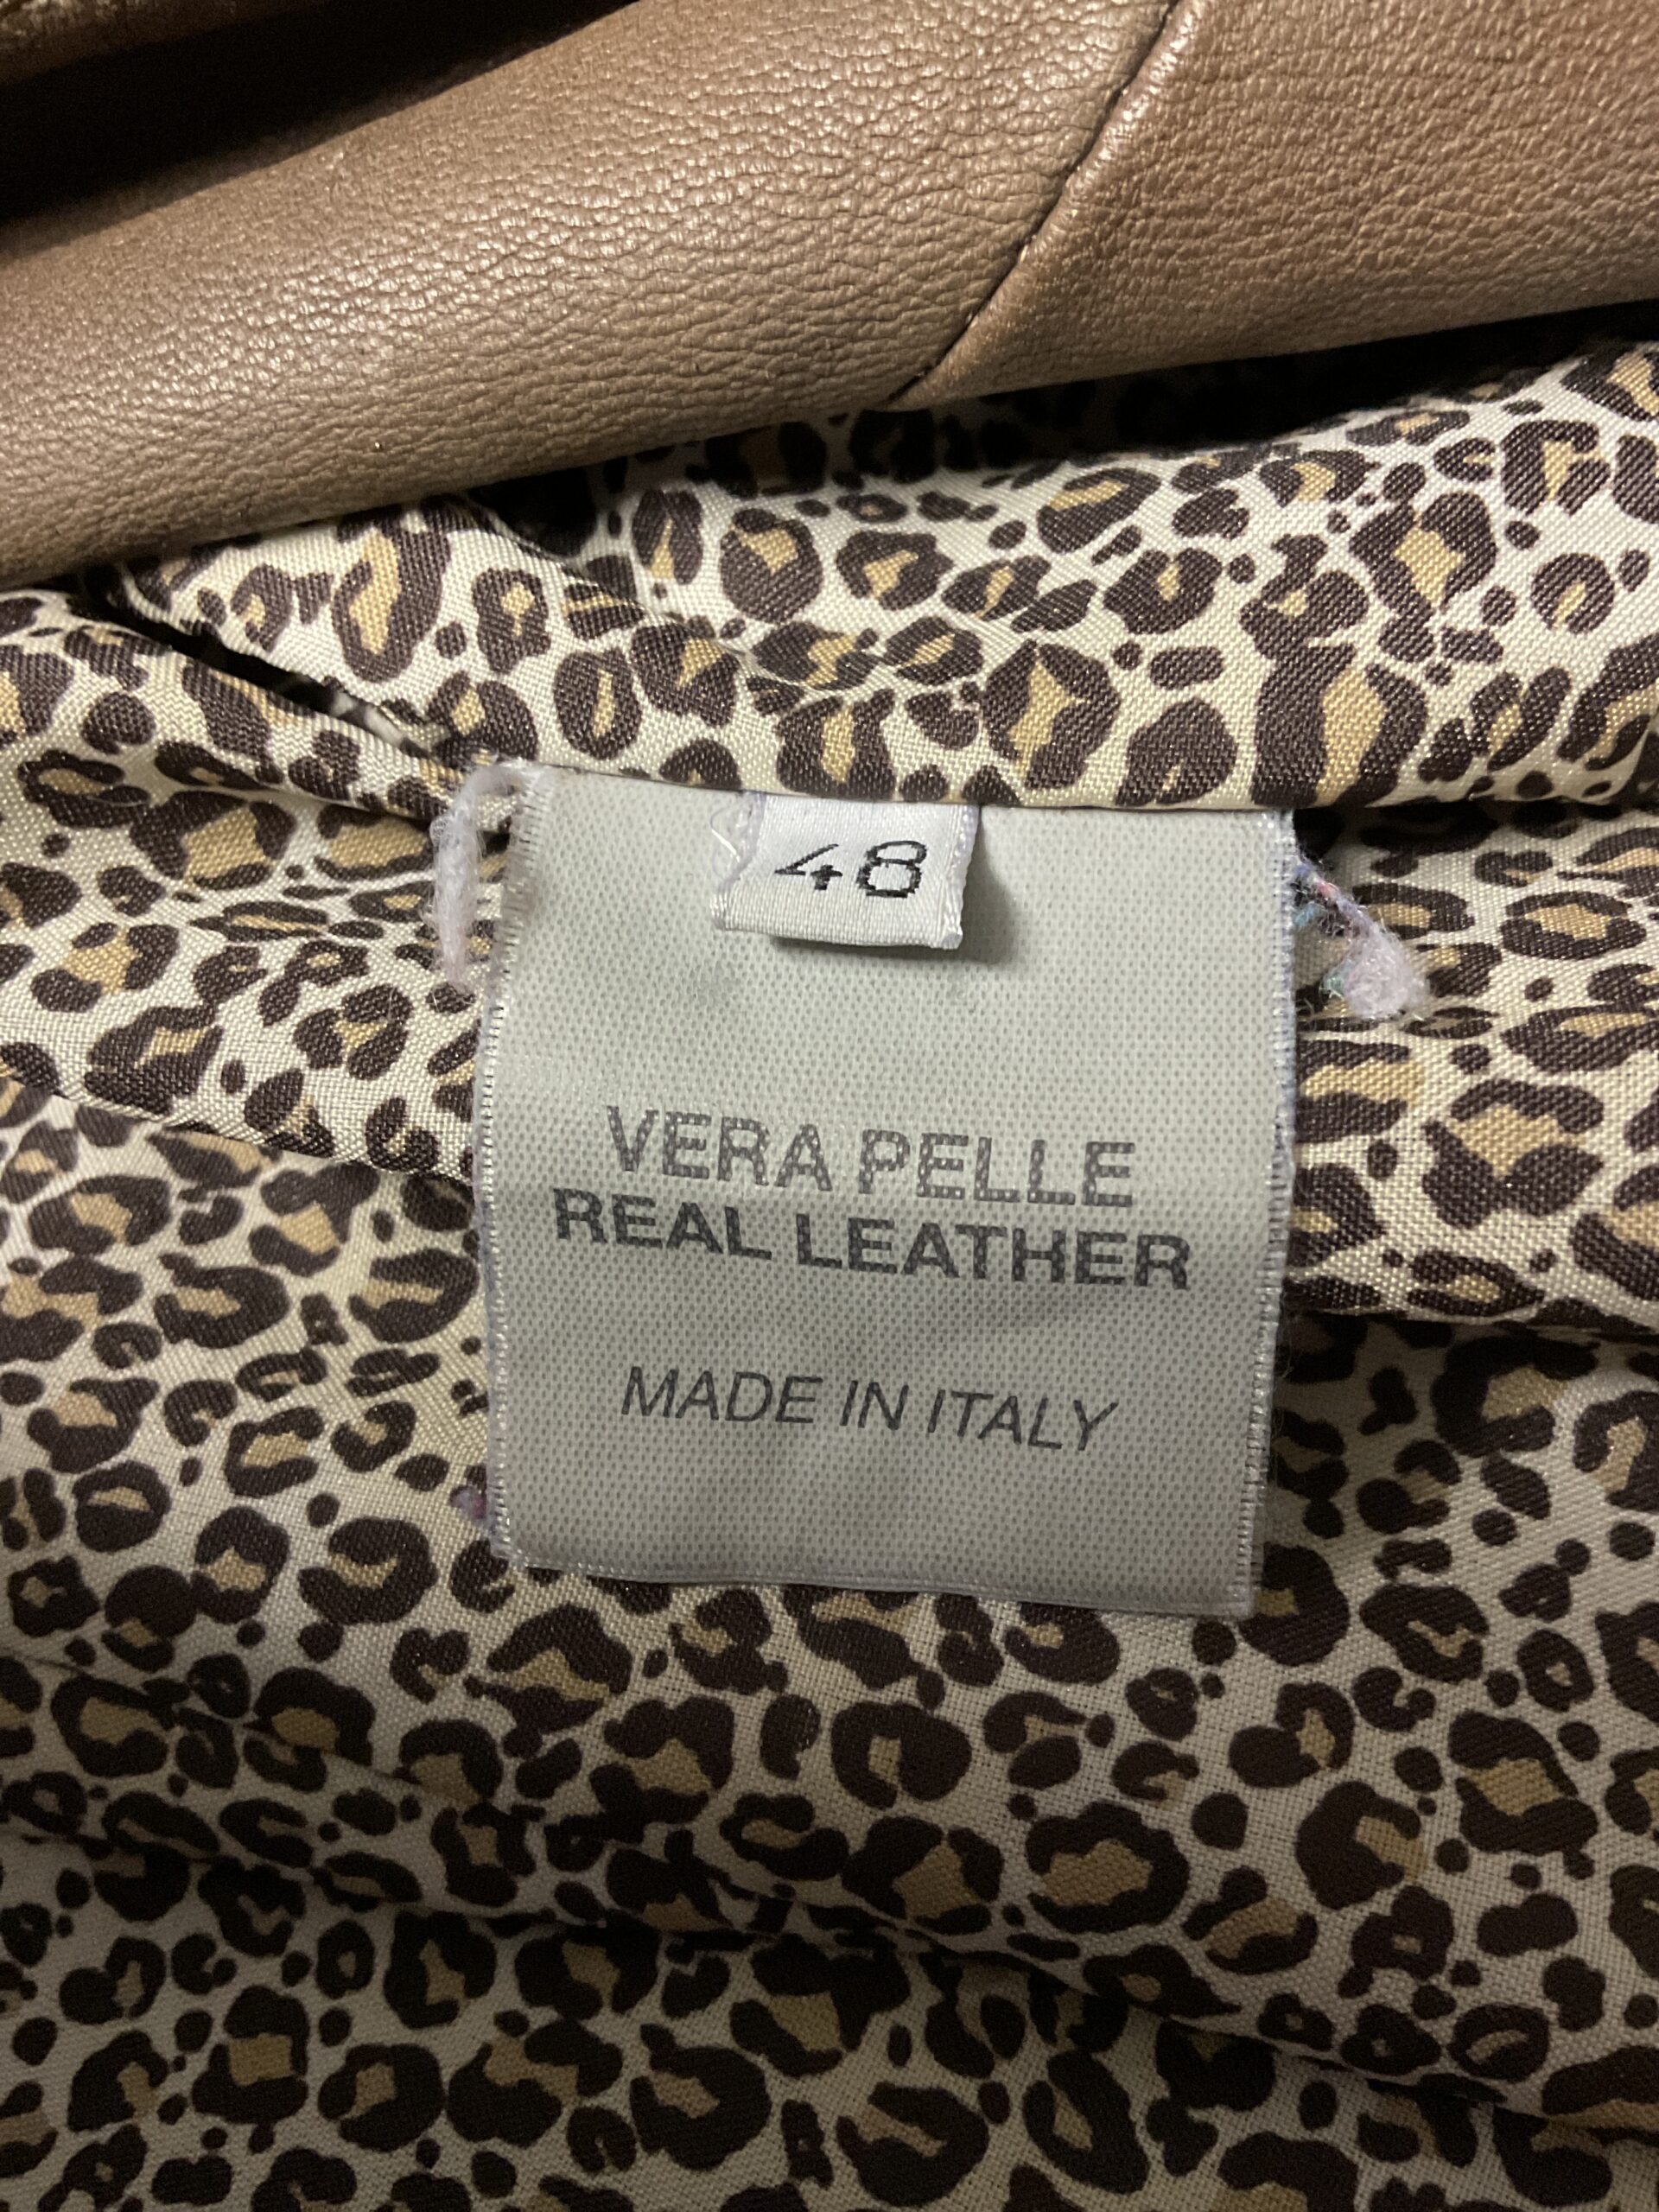 48
VERA PELLE
REAL LEATHER
MADE IN ITALY